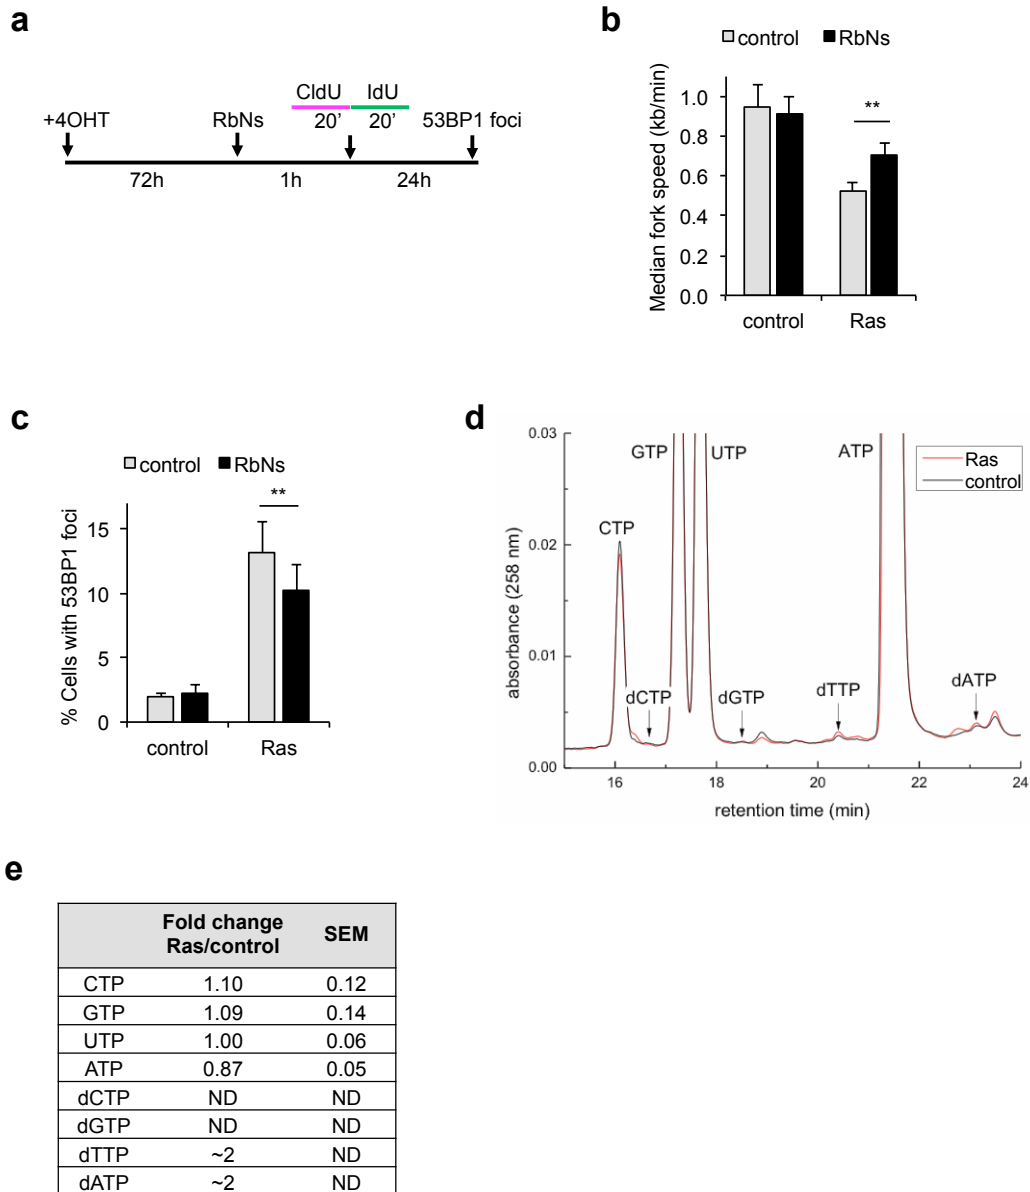 a
CldU IdU
+4OHT RbNs 20’ 20’ 53BP1 foci
72h 1h 24h
b
control RbNs
Median fork speed (kb/min)
1.0
0.8
0.6
0.4
0.2
0.0
**
control Ras
c
control RbNs
% Cells with 53BP1 foci
15
10
5
0
**
control Ras
d
absorbance (258 nm)
0.03
0.02
0.01
0.00
GTP UTP ATP
Ras
control
CTP
dCTP dGTP dTTP dATP
16 18 20 22 24
retention time (min)
e
Fold change Ras/control SEM
CTP 1.10 0.12
GTP 1.09 0.14
UTP 1.00 0.06
ATP 0.87 0.05
dCTP ND ND
dGTP ND ND
dTTP ~2 ND
dATP ~2 ND